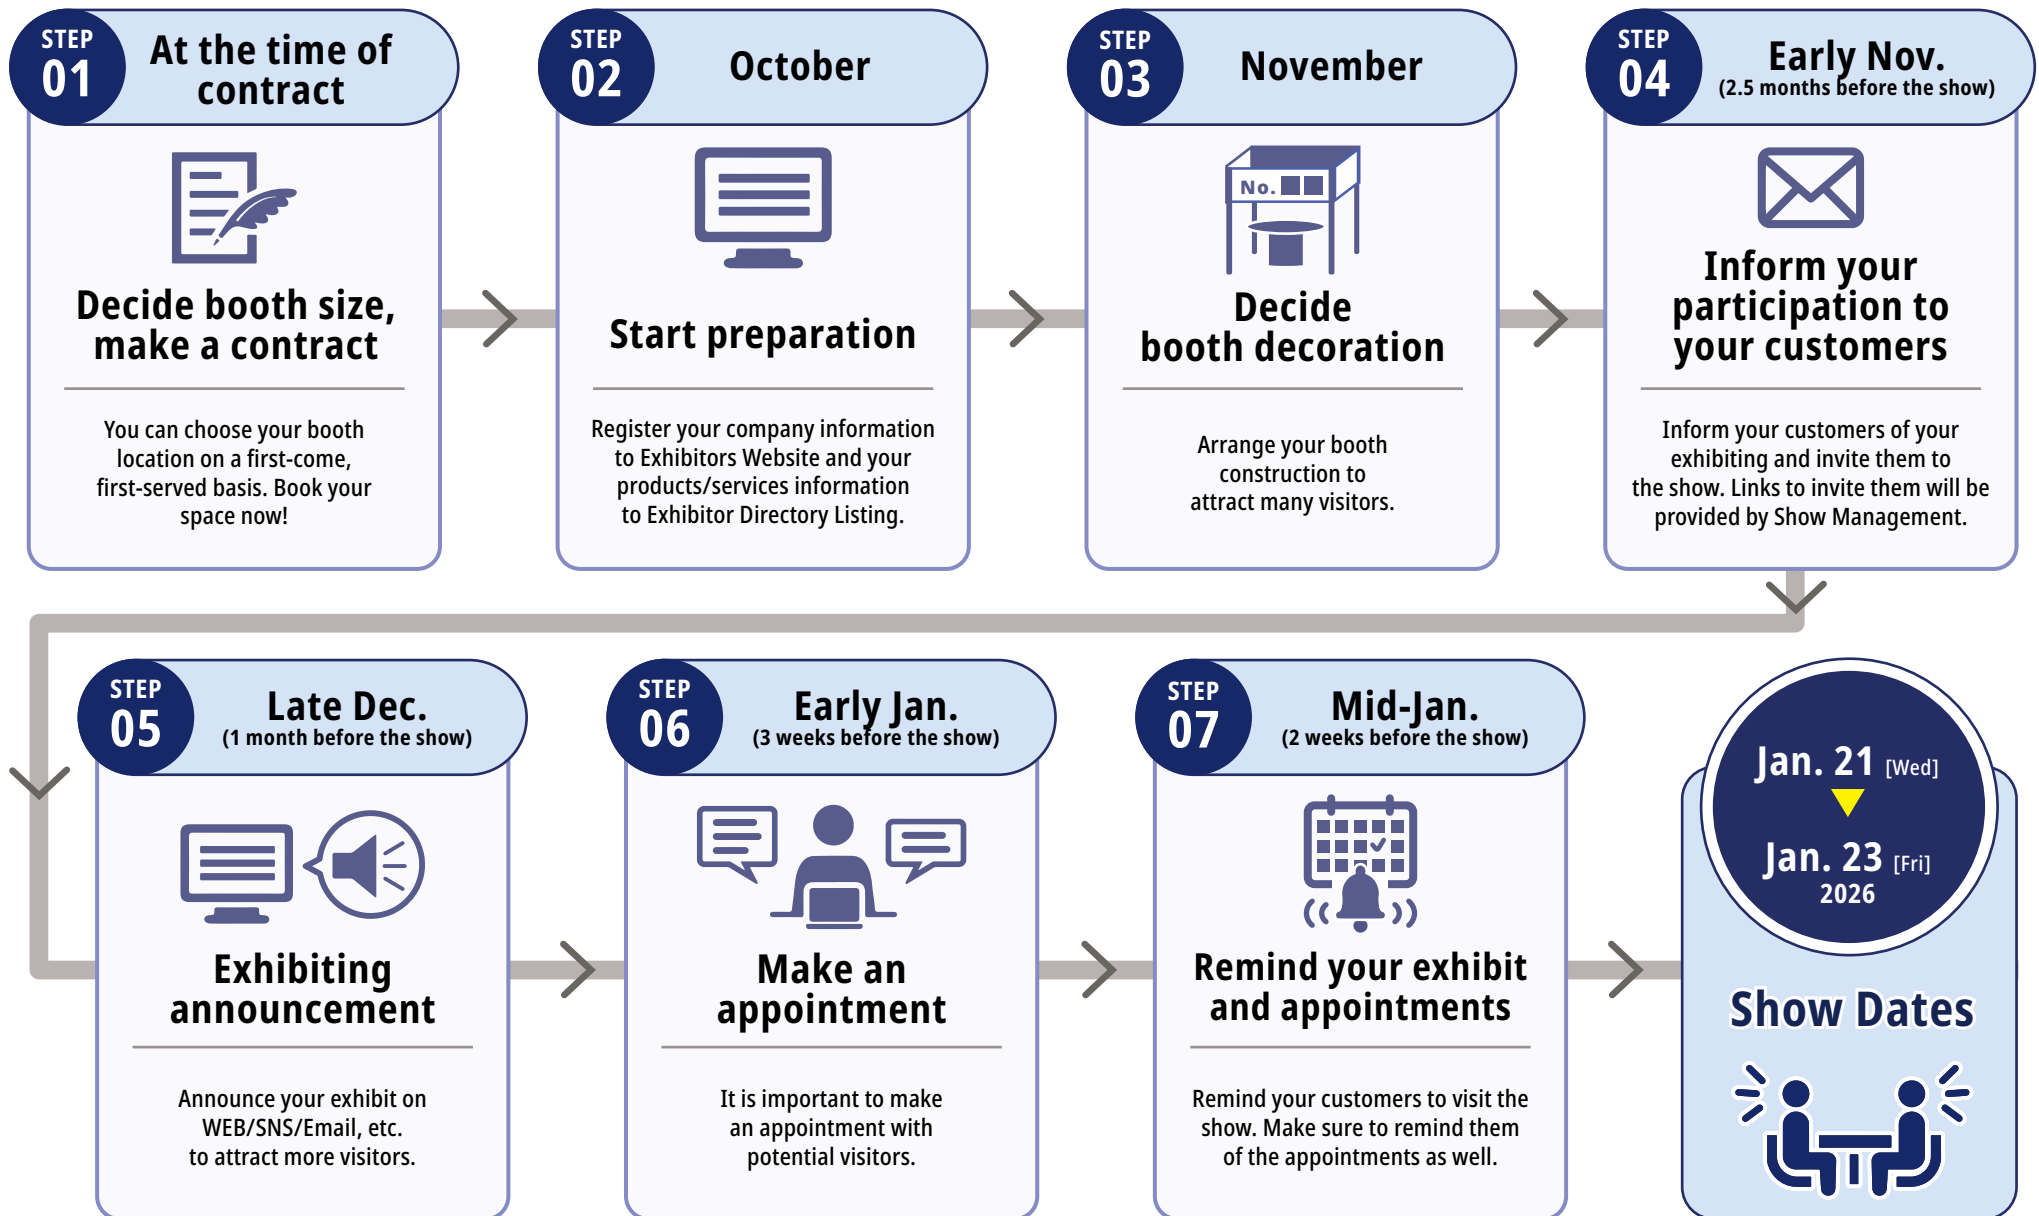 STEP
01
At the time of
contract
Decide booth size,
make a contract
You can choose your booth
location on a first-come,
first-served basis. Book your
space now!
STEP
02
October
Start preparation
Register your company information
to Exhibitors Website and your
products/services information
to Exhibitor Directory Listing.
STEP
03
November
No.
Decide
booth decoration
Arrange your booth
construction to
attract many visitors.
STEP
04
Early Nov.
(2.5 months before the show)
Inform your
participation to
your customers
Inform your customers of your
exhibiting and invite them to
the show. Links to invite them will be
provided by Show Management.
STEP
05
Late Dec.
(1 month before the show)
Exhibiting
announcement
Announce your exhibit on
WEB/SNS/Email, etc.
to attract more visitors.
STEP
06
Early Jan.
(3 weeks before the show)
Make an
appointment
It is important to make
an appointment with
potential visitors.
STEP
07
Mid-Jan.
(2 weeks before the show)
Remind your exhibit
and appointments
Remind your customers to visit the
show. Make sure to remind them
of the appointments as well.
Jan. 21 [Wed]
Jan. 23 [Fri]
2026
Show Dates